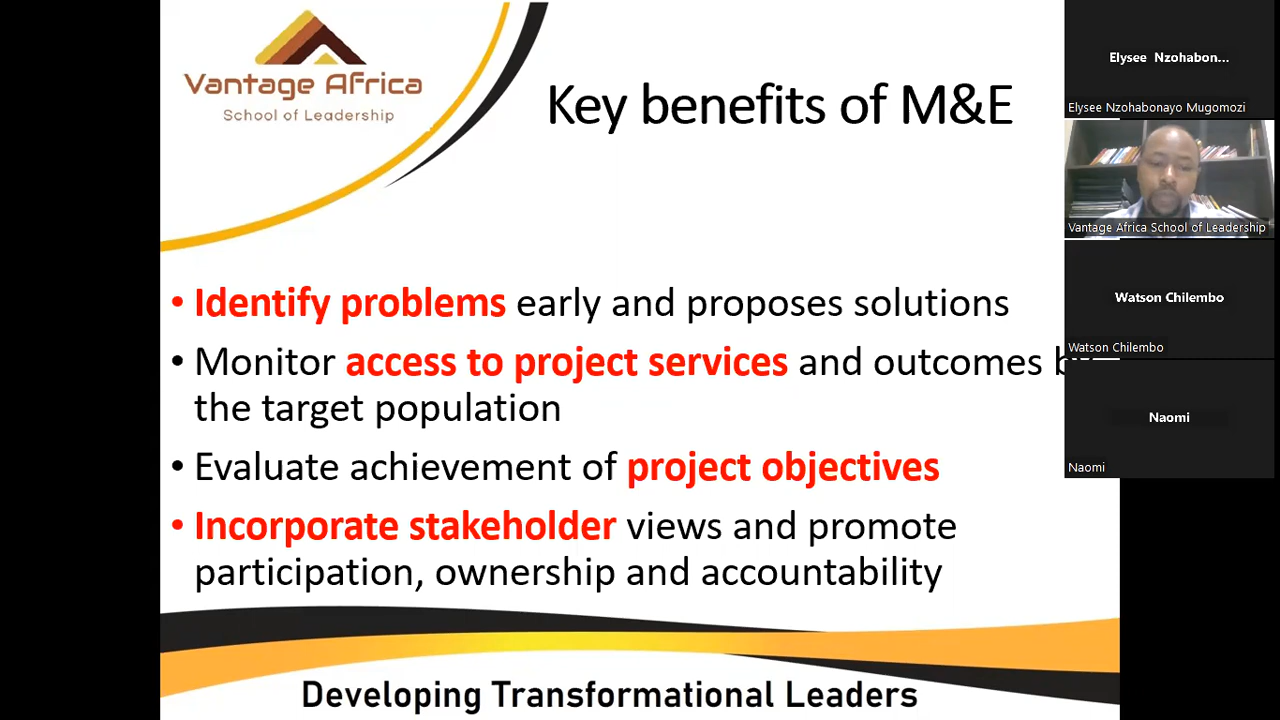 Vantage Africa
School of Leadership
Key benefits of M&E
• Identify problems early and proposes solutions
• Monitor access to project services and outcomes by
the target population
• Evaluate achievement of project objectives
• Incorporate stakeholder views and promote
participation, ownership and accountability
Developing Transformational Leaders
Elysee Nzohabon...
Elysee Nzohabonayo Mugomozi
Vantage Africa School of Leadership
Watson Chilembo
Watson Chilembo
Naomi
Naomi